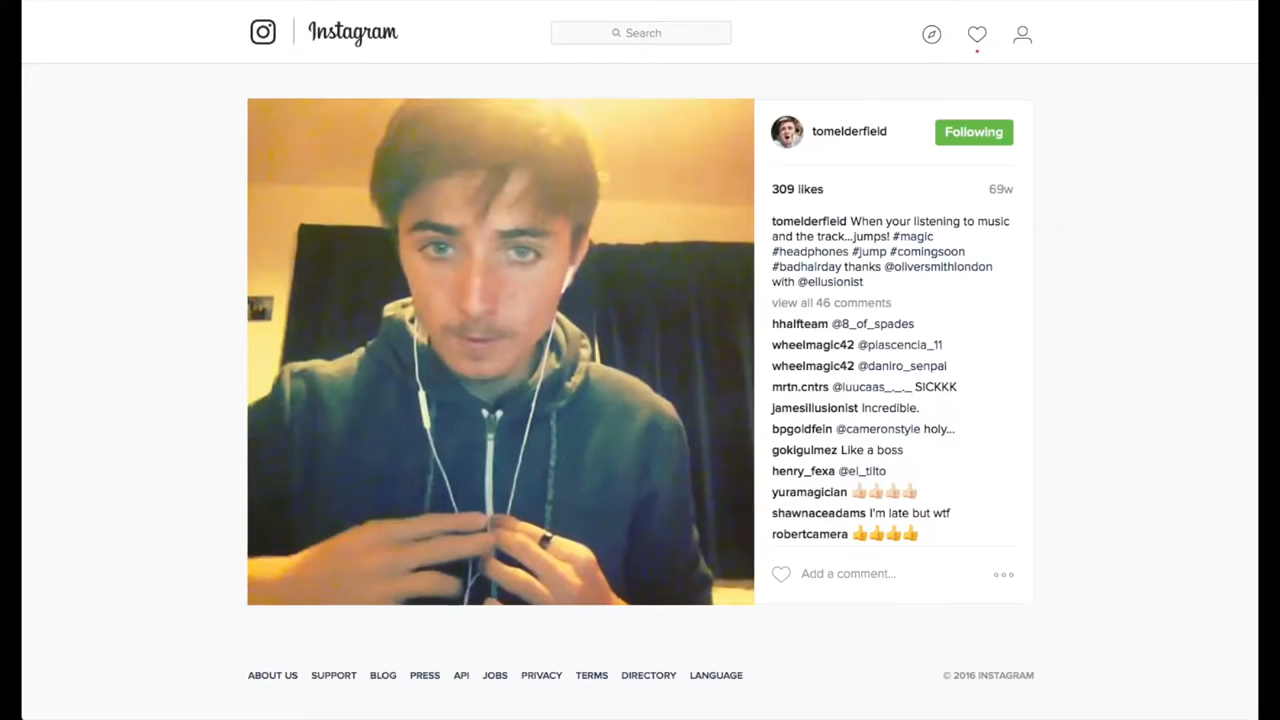 Instagram
Search
tomelderfield
Following
309 likes
69w
tomelderfield When your listening to music
and the track...jumps! #magic
#headphones #jump #comingsoon
#badhairday thanks @oliversmithlondon
with @ellusionist
view all 46 comments
hhalfteam @8_of_spades
wheelmagic42 @plascencia_11
wheelmagic42 @daniro_senpai
mrtn.cntrs @luucaas_._._ SICKKK
jamesillusionist Incredible.
bpgoldfein @cameronstyle holy...
gokigulmez Like a boss
henry_fexa @el_tilto
yuramagician 👍🏻👍🏻👍🏻👍🏻
shawnaceadams I'm late but wtf
robertcamera 👍👍👍👍
Add a comment...
ABOUT US SUPPORT BLOG PRESS API JOBS PRIVACY TERMS DIRECTORY LANGUAGE
© 2016 INSTAGRAM